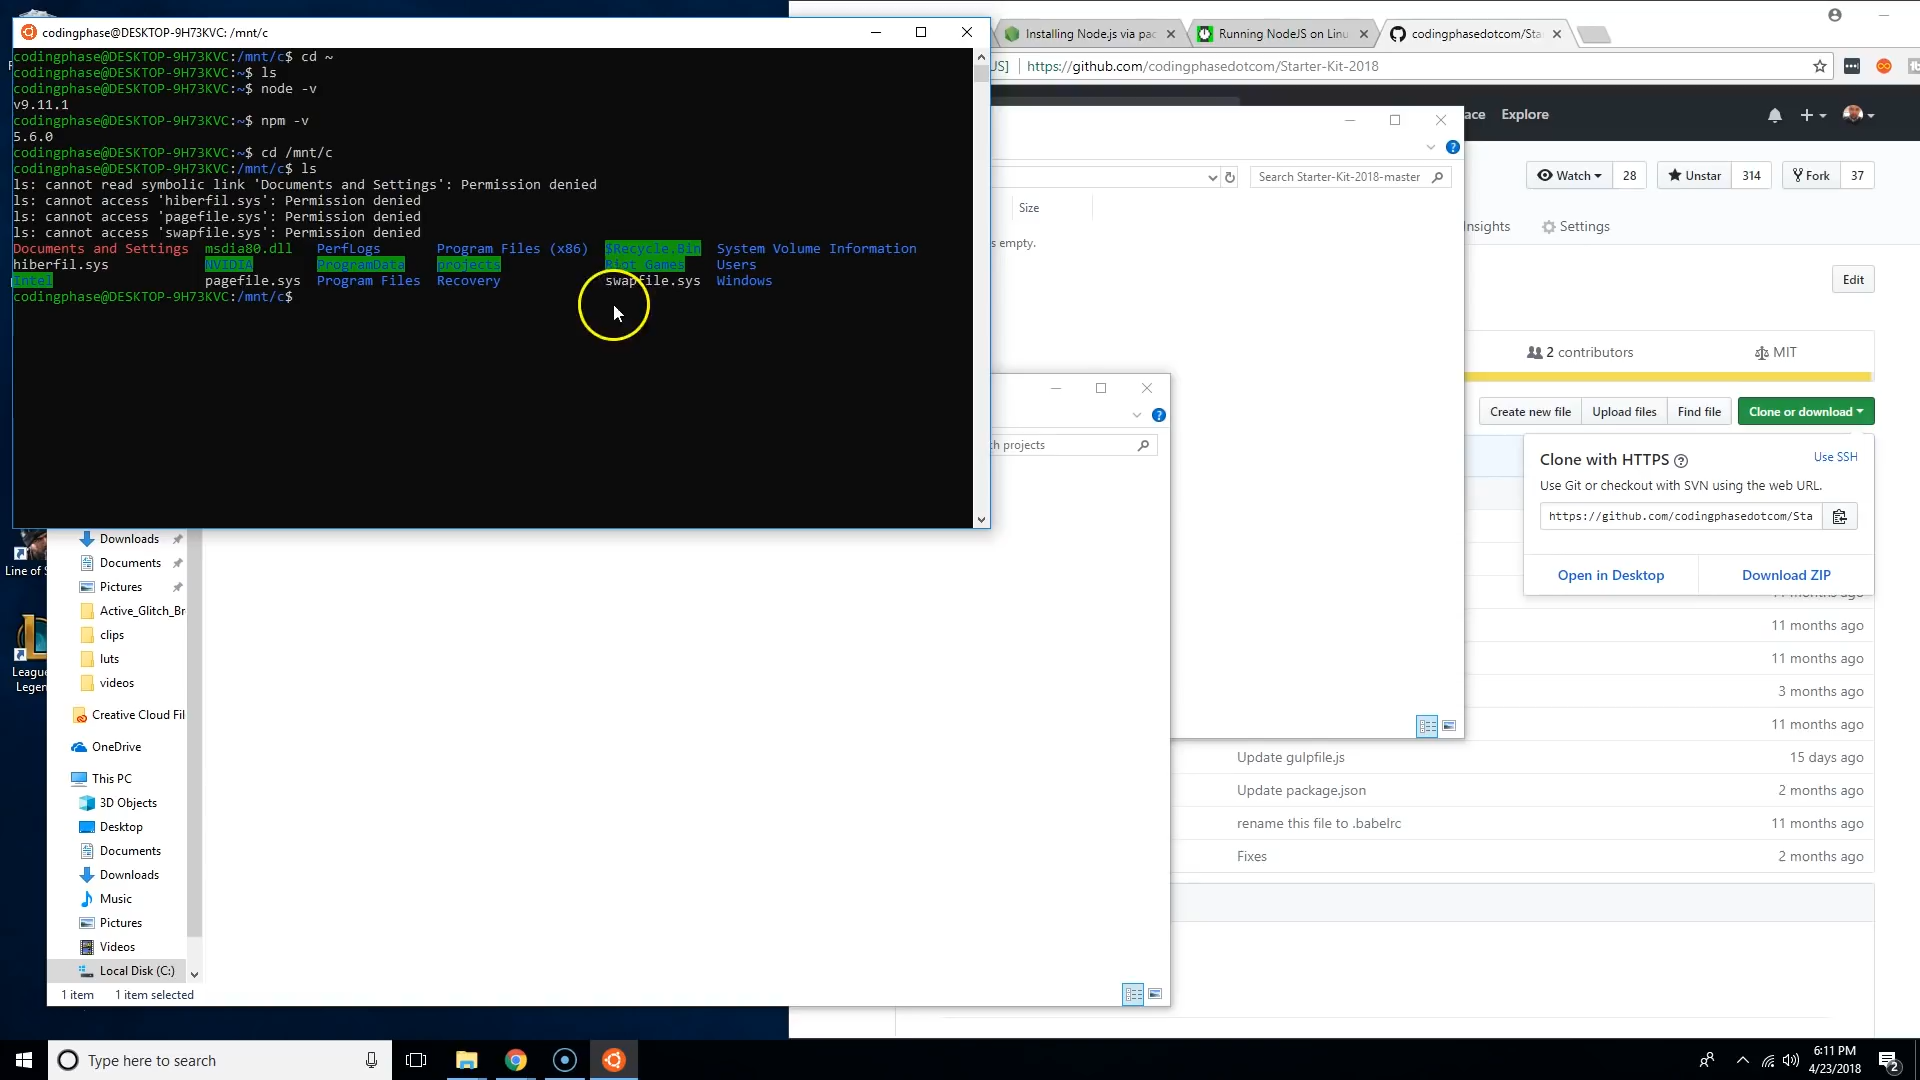 codingphase@DESKTOP-9H73KVC: /mnt/c
codingphase@DESKTOP-9H73KVC:/mnt/c$ cd ~
codingphase@DESKTOP-9H73KVC:~$ ls
codingphase@DESKTOP-9H73KVC:~$ node -v
v9.11.1
codingphase@DESKTOP-9H73KVC:~$ npm -v
5.6.0
codingphase@DESKTOP-9H73KVC:~$ cd /mnt/c
codingphase@DESKTOP-9H73KVC:/mnt/c$ ls
ls: cannot read symbolic link 'Documents and Settings': Permission denied
ls: cannot access 'hiberfil.sys': Permission denied
ls: cannot access 'pagefile.sys': Permission denied
ls: cannot access 'swapfile.sys': Permission denied
Documents and Settings msdia80.dll PerfLogs Program Files (x86) $Recycle.Bin System Volume Information
hiberfil.sys NVIDIA ProgramData projects Riot Games Users
Intel pagefile.sys Program Files Recovery swapfile.sys Windows
codingphase@DESKTOP-9H73KVC:/mnt/c$
Installing Node.js via pac
Running NodeJS on Linu
codingphasedotcom/Sta
US] https://github.com/codingphasedotcom/Starter-Kit-2018
ace Explore
Search Starter-Kit-2018-master
Size
s empty.
Watch 28
Unstar 314
Fork 37
Insights Settings
Edit
2 contributors
MIT
Create new file Upload files Find file Clone or download
Clone with HTTPS Use SSH
Use Git or checkout with SVN using the web URL.
https://github.com/codingphasedotcom/Sta
Open in Desktop Download ZIP
ch projects
11 months ago
11 months ago
3 months ago
11 months ago
Update gulpfile.js 15 days ago
Update package.json 2 months ago
rename this file to .babelrc 11 months ago
Fixes 2 months ago
Line of S
League
Legen
Downloads
Documents
Pictures
Active_Glitch_Br
clips
luts
videos
Creative Cloud Fil
OneDrive
This PC
3D Objects
Desktop
Documents
Downloads
Music
Pictures
Videos
Local Disk (C:)
1 item 1 item selected
Type here to search
6:11 PM
4/23/2018
2